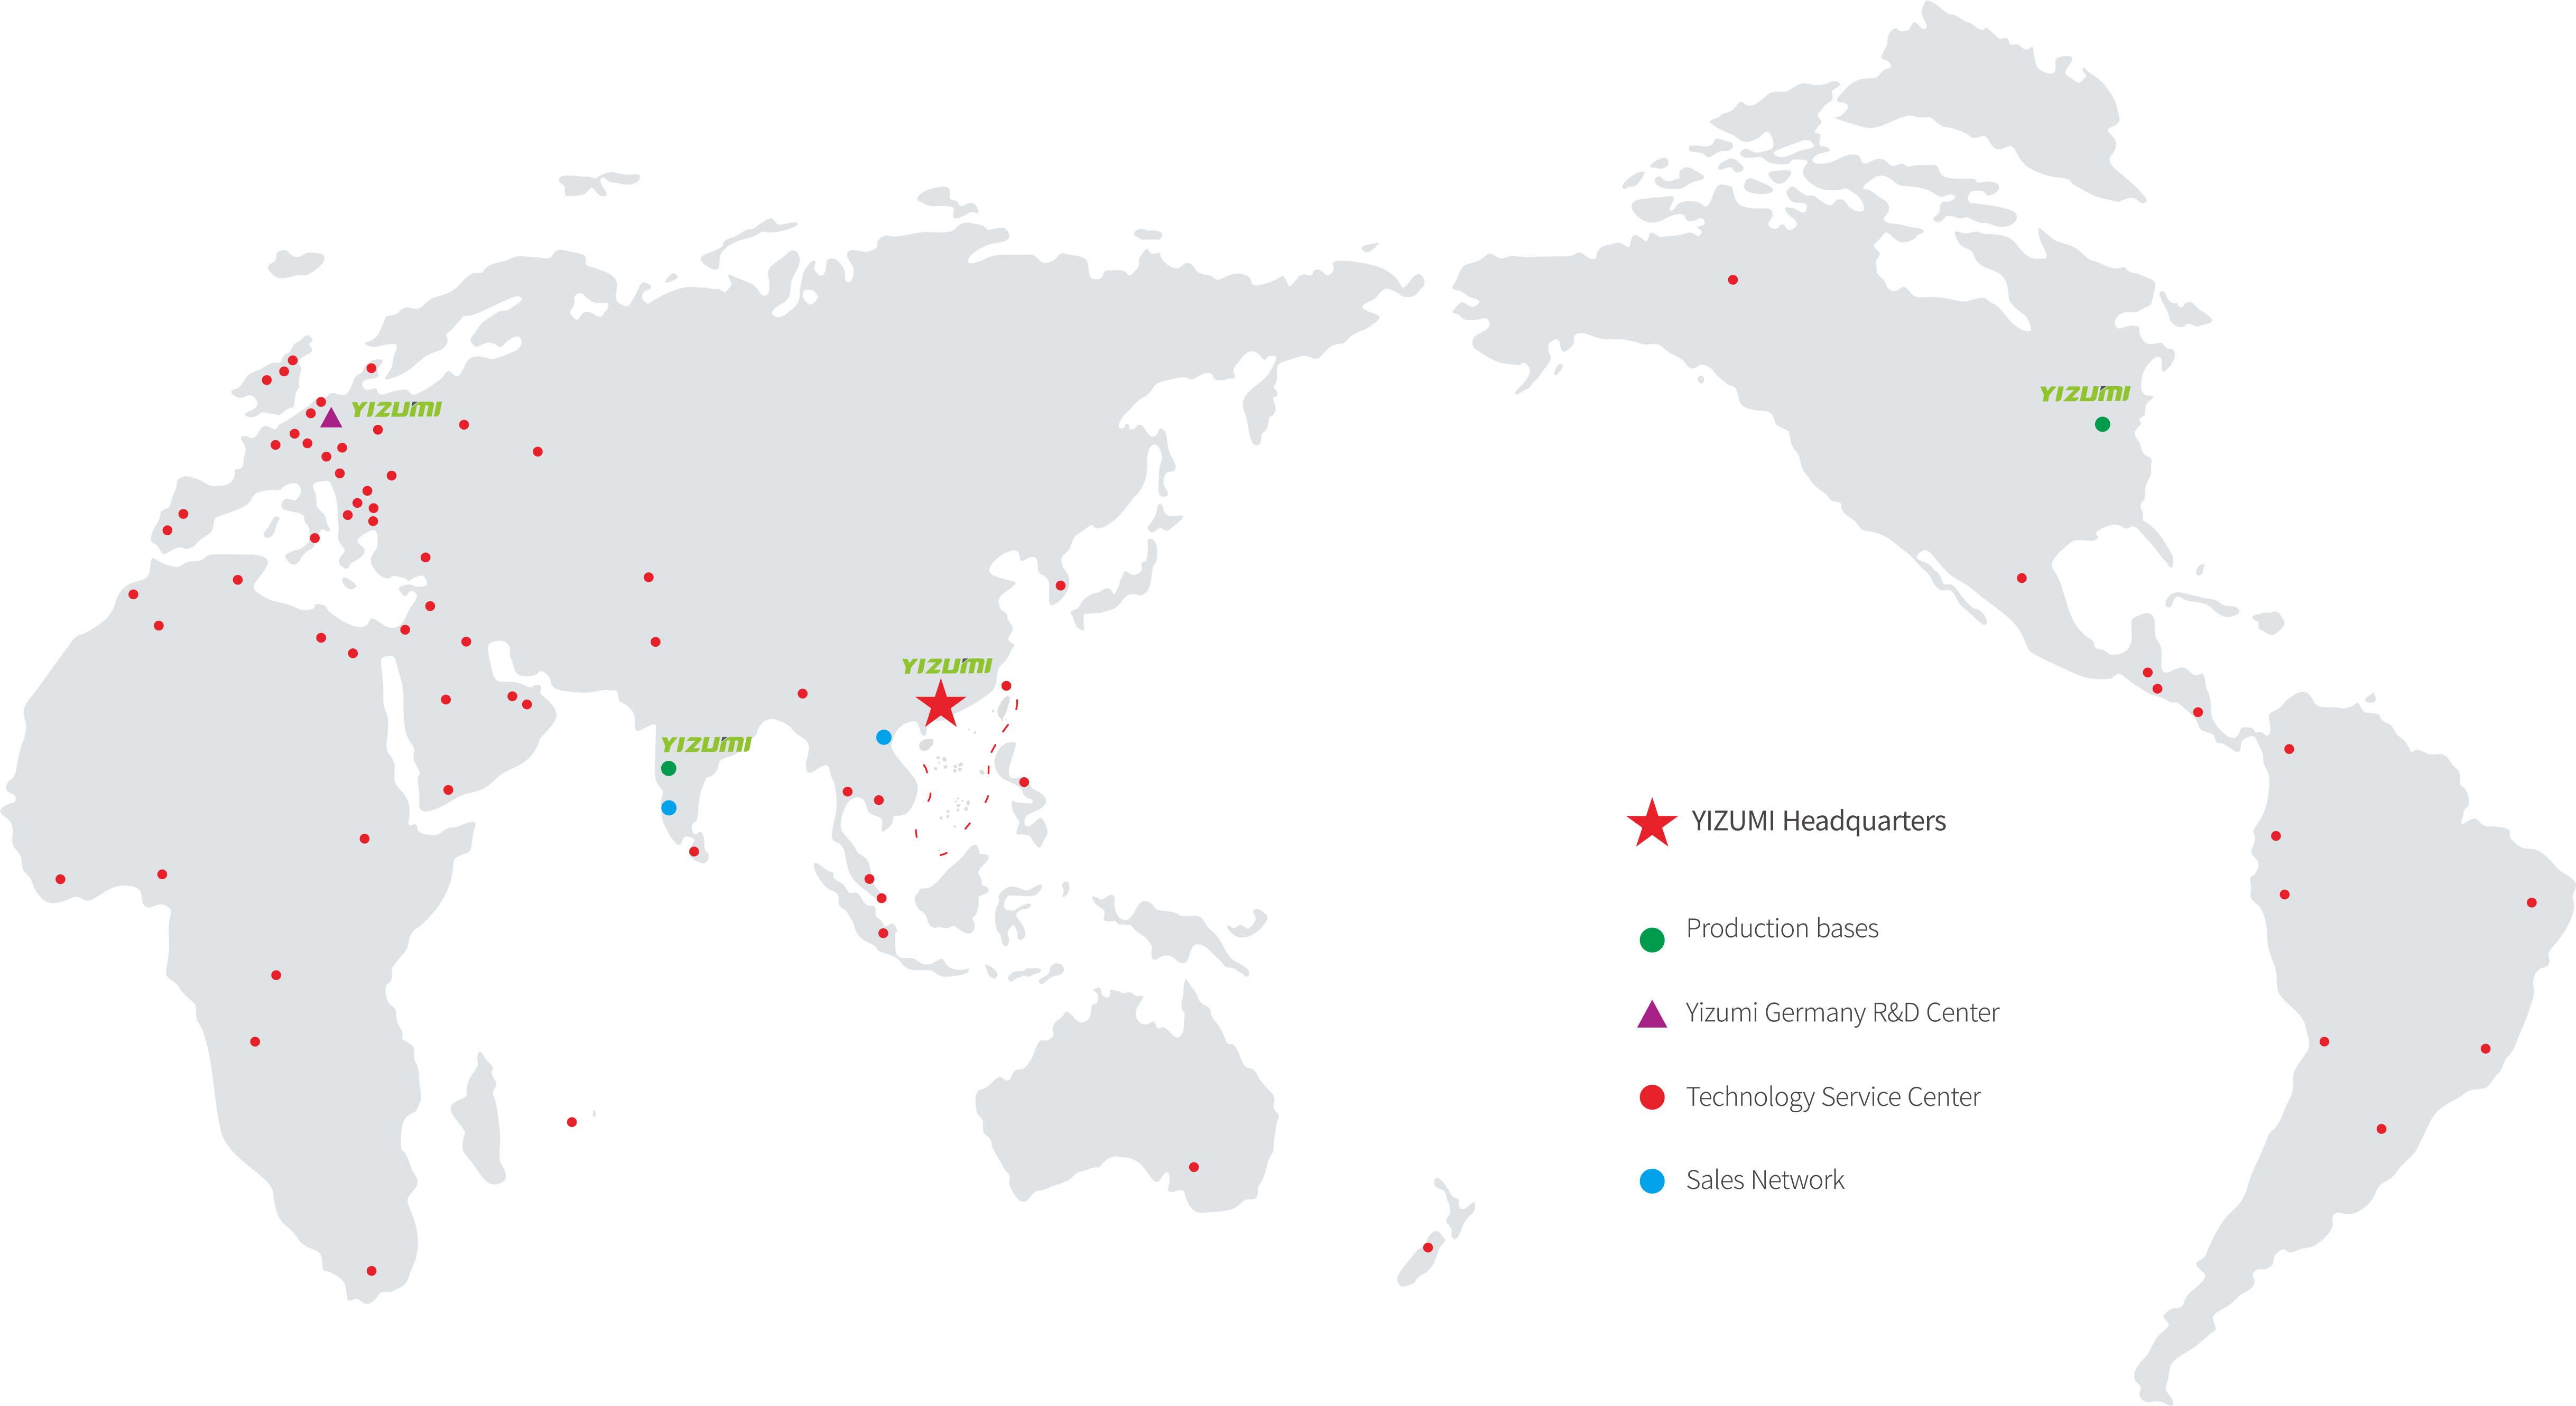 YIZUMI
YIZUMI
YIZUMI
YIZUMI
YIZUMI Headquarters
Production bases
Yizumi Germany R&D Center
Technology Service Center
Sales Network